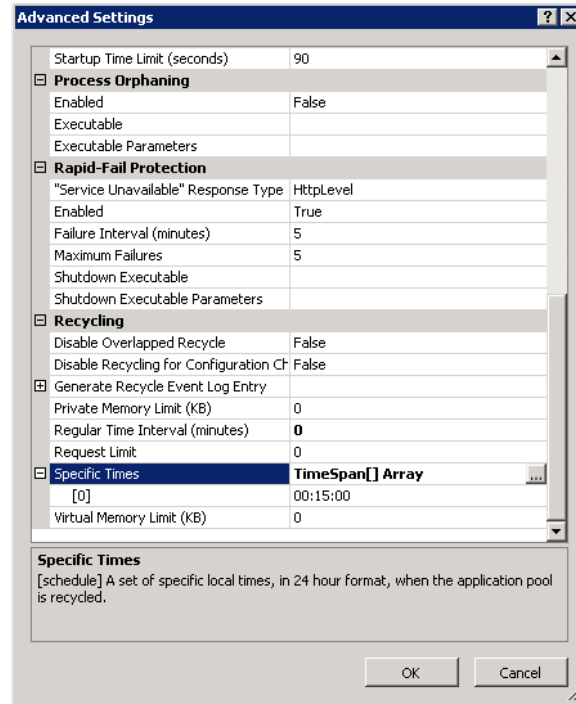 Advanced Settings
Startup Time Limit (seconds) 90
Process Orphaning
Enabled False
Executable
Executable Parameters
Rapid-Fail Protection
"Service Unavailable" Response Type HttpLevel
Enabled True
Failure Interval (minutes) 5
Maximum Failures 5
Shutdown Executable
Shutdown Executable Parameters
Recycling
Disable Overlapped Recycle False
Disable Recycling for Configuration Ch False
Generate Recycle Event Log Entry
Private Memory Limit (KB) 0
Regular Time Interval (minutes) 0
Request Limit 0
Specific Times TimeSpan[] Array ...
[0] 00:15:00
Virtual Memory Limit (KB) 0
Specific Times
[schedule] A set of specific local times, in 24 hour format, when the application pool
is recycled.
OK Cancel